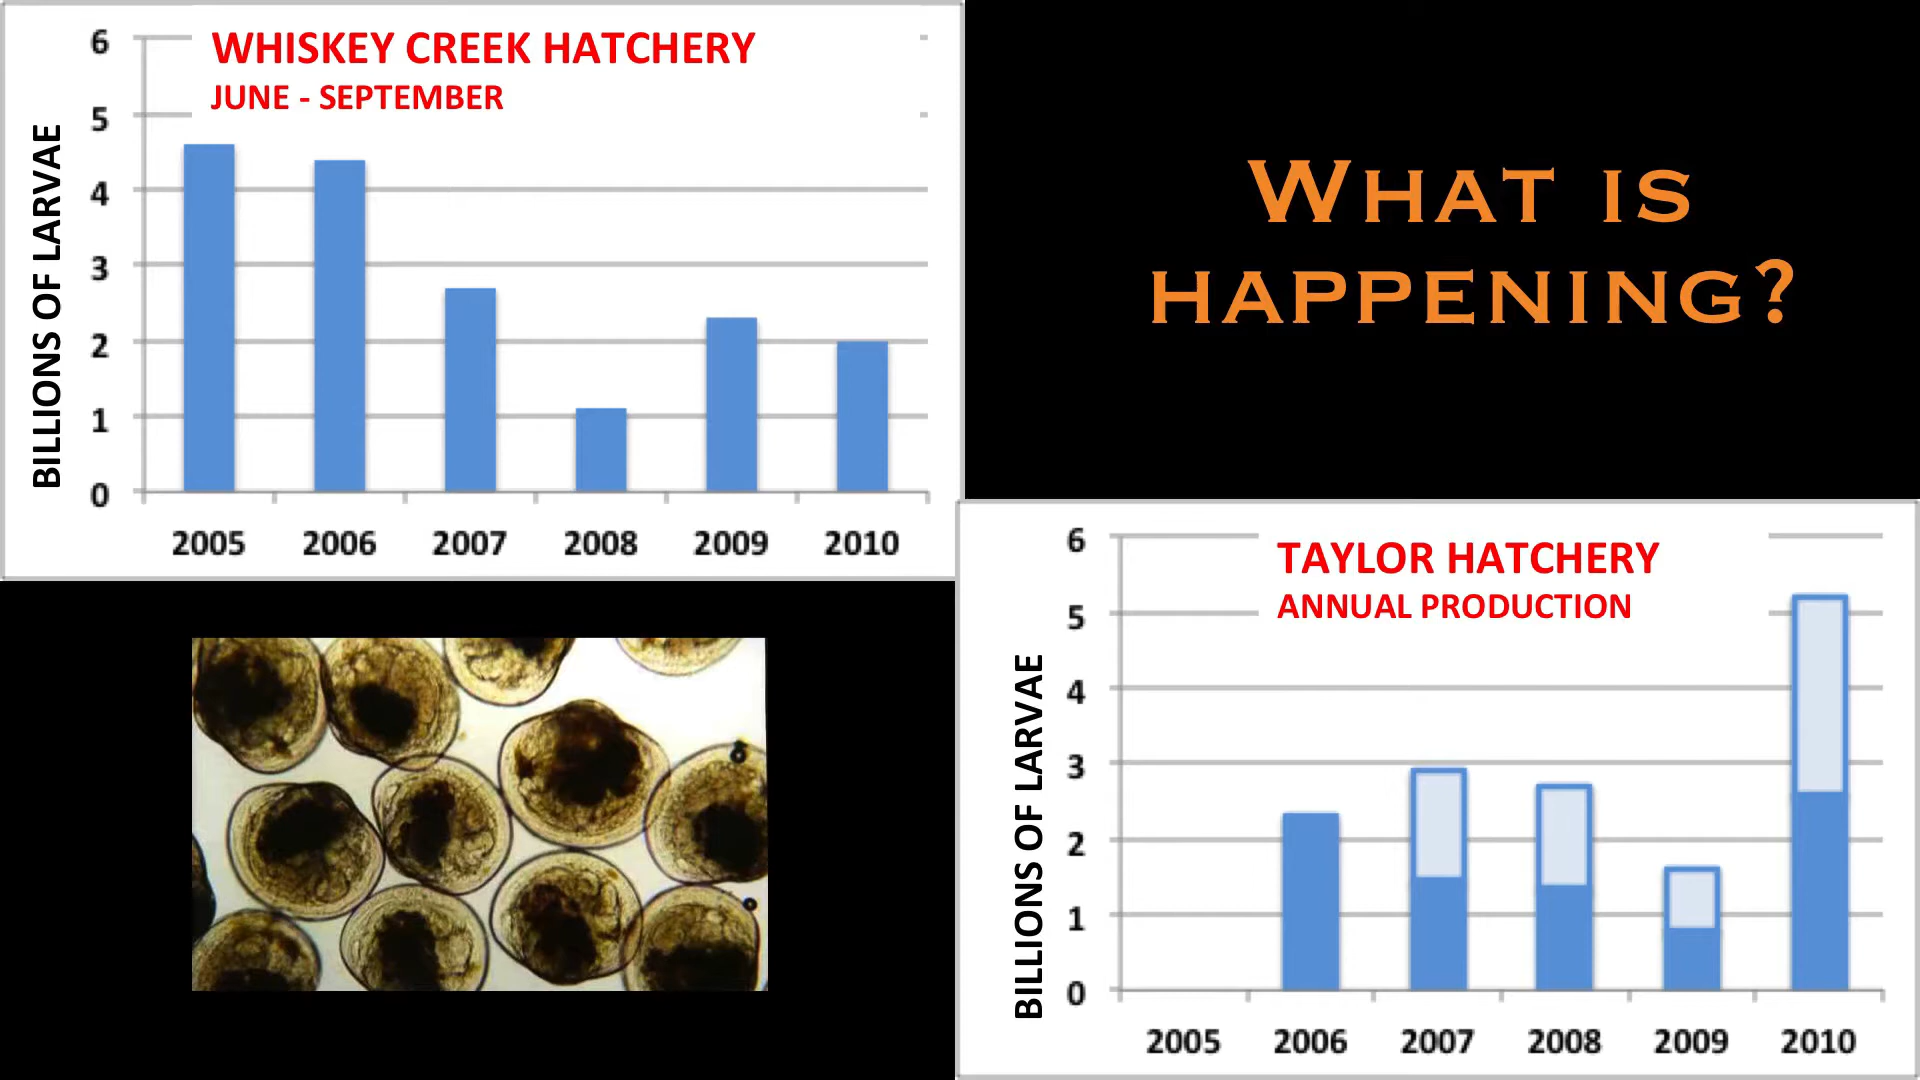 WHISKEY CREEK HATCHERY
JUNE - SEPTEMBER
BILLIONS OF LARVAE
6
5
4
3
2
1
0
2005 2006 2007 2008 2009 2010
WHAT IS
HAPPENING?
TAYLOR HATCHERY
ANNUAL PRODUCTION
BILLIONS OF LARVAE
6
5
4
3
2
1
0
2005 2006 2007 2008 2009 2010